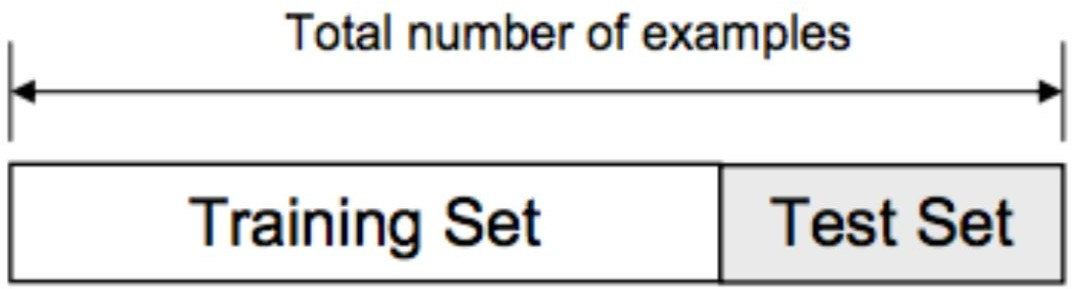 Total number of examples
Training Set
Test Set